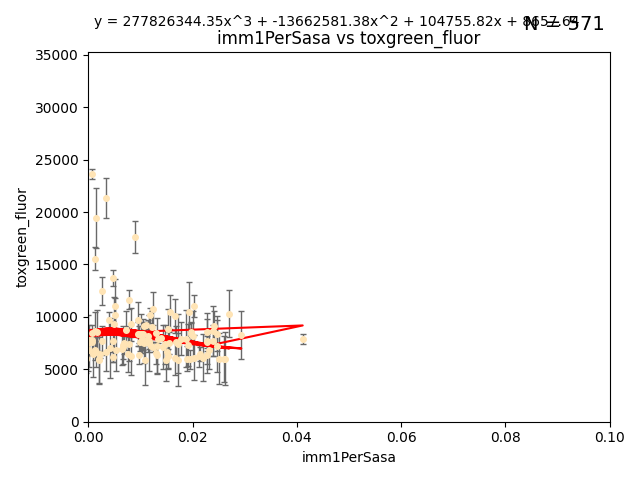 y = 277826344.35x^3 + -13662581.38x^2 + 104755.82x + 8657.64
N = 571
imm1PerSasa vs toxgreen_fluor
35000
30000
25000
20000
15000
10000
5000
0
toxgreen_fluor
0.00 0.02 0.04 0.06 0.08 0.10
imm1PerSasa